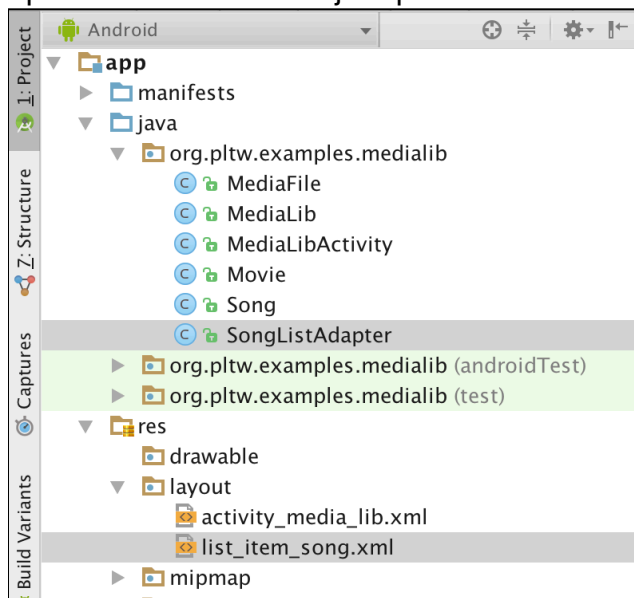 Android
1: Project
app
manifests
java
org.pltw.examples.medialib
C MediaFile
C MediaLib
Z: Structure
C MediaLibActivity
C Movie
C Song
C SongListAdapter
Captures
org.pltw.examples.medialib (androidTest)
org.pltw.examples.medialib (test)
res
drawable
layout
Build Variants
activity_media_lib.xml
list_item_song.xml
mipmap